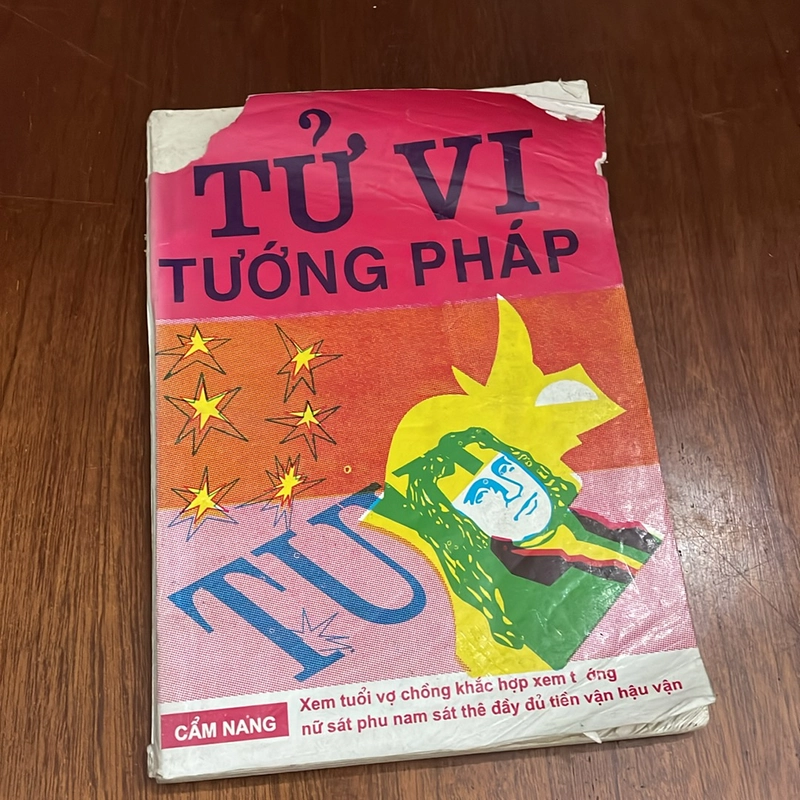 TỬ VI
TƯỚNG PHÁP
TU
CẨM NANG
Xem tuổi vợ chồng khắc hợp xem
nữ sát phu nam sát thê đầy đủ tiền vận hậu vận